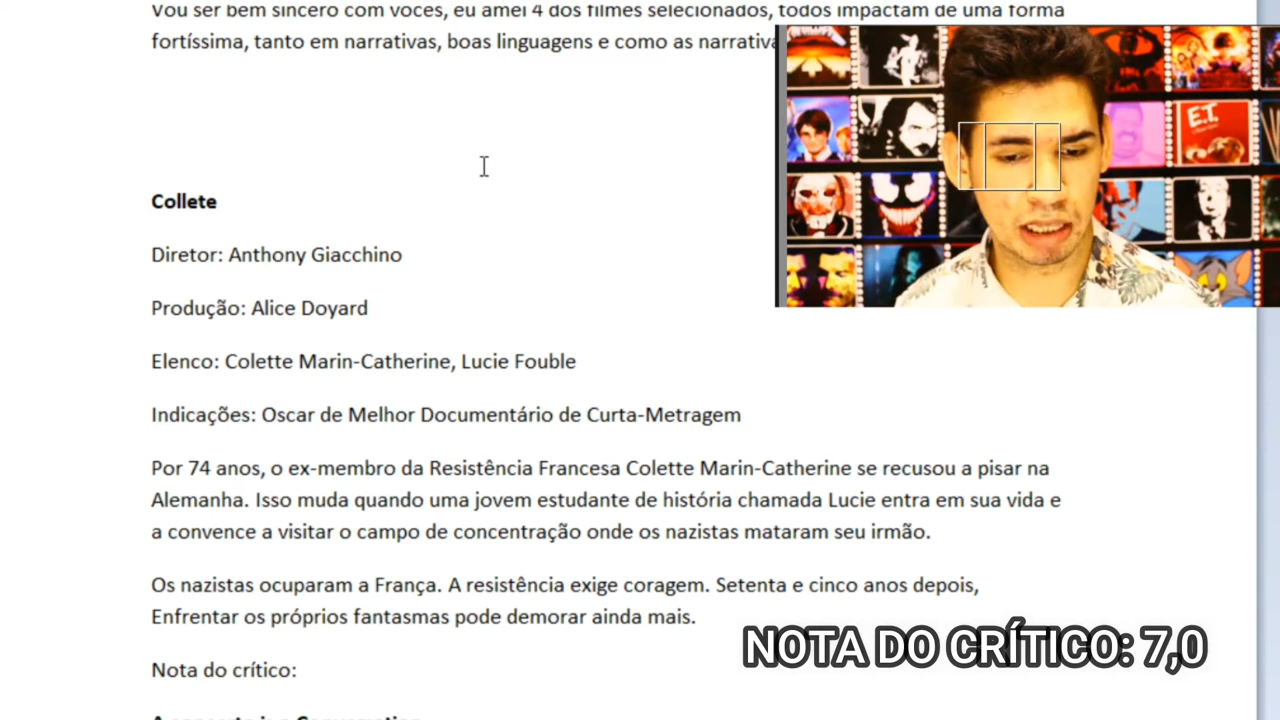 Vou ser bem sincero com vocês, eu amei 4 dos filmes selecionados, todos impactam de uma forma
fortíssima, tanto em narrativas, boas linguagens e como as
E.T.
Collete
Diretor: Anthony Giacchino
Produção: Alice Doyard
Elenco: Colette Marin-Catherine, Lucie Fouble
Indicações: Oscar de Melhor Documentário de Curta-Metragem
Por 74 anos, o ex-membro da Resistência Francesa Colette Marin-Catherine se recusou a pisar na
Alemanha. Isso muda quando uma jovem estudante de história chamada Lucie entra em sua vida e
a convence a visitar o campo de concentração onde os nazistas mataram seu irmão.
Os nazistas ocuparam a França. A resistência exige coragem. Setenta e cinco anos depois,
Enfrentar os próprios fantasmas pode demorar ainda mais.
NOTA DO CRÍTICO: 7,0
Nota do crítico: